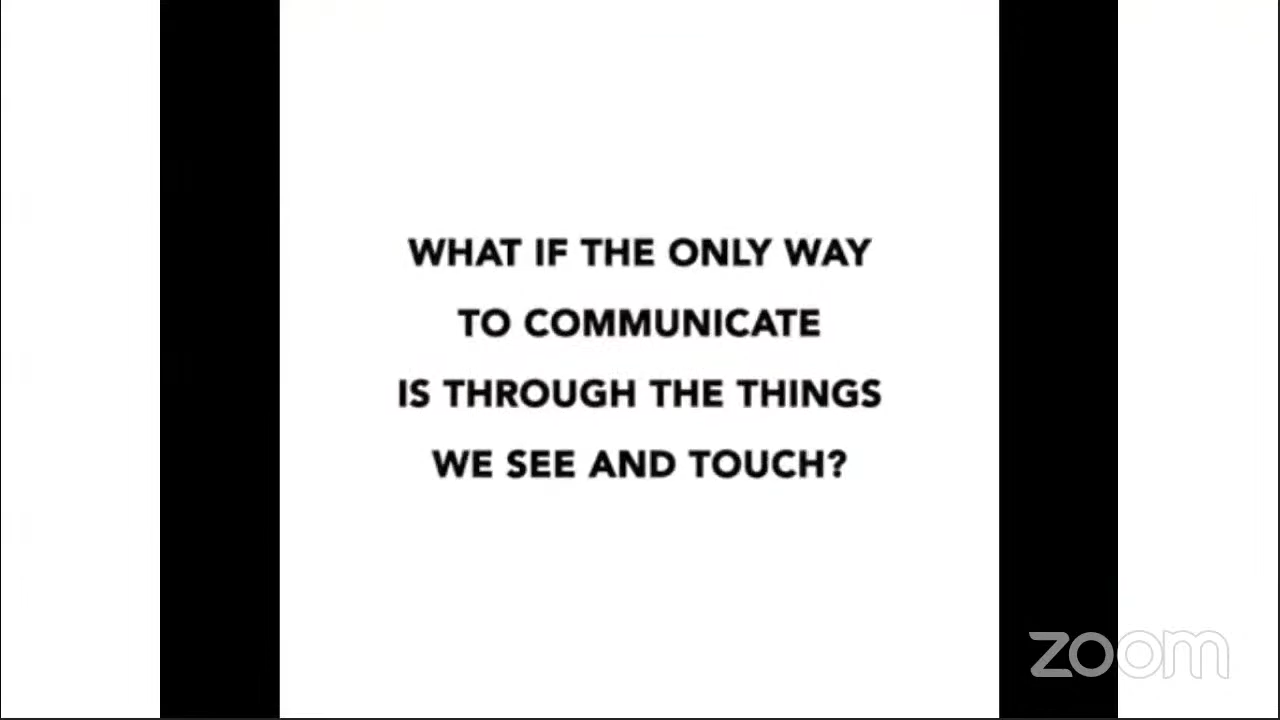 WHAT IF THE ONLY WAY
TO COMMUNICATE
IS THROUGH THE THINGS
WE SEE AND TOUCH?
zoom